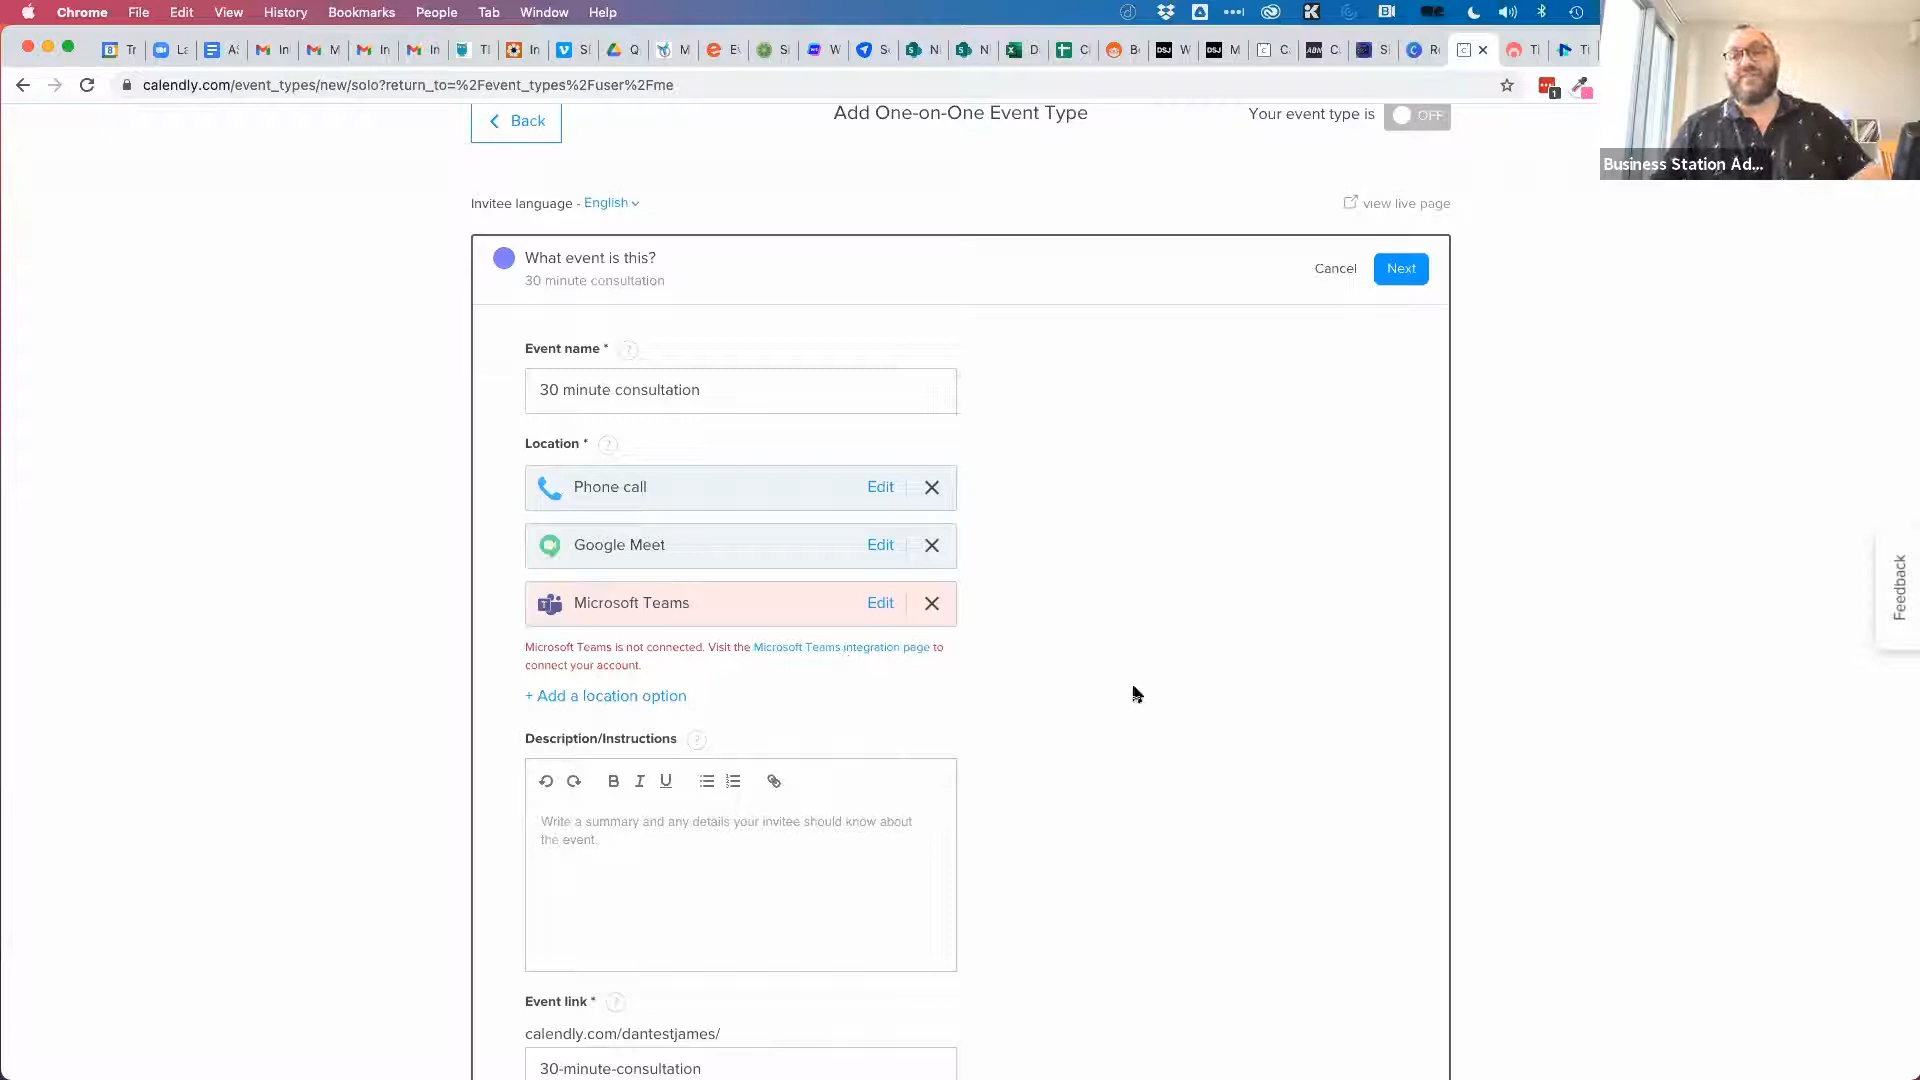 Chrome File Edit View History Bookmarks People Tab Window Help
calendly.com/event_types/new/solo?return_to=%2Fevent_types%2Fuser%2Fme
Back
Add One-on-One Event Type
Your event type is OFF
Business Station Ad...
Invitee language - English
view live page
What event is this?
30 minute consultation
Cancel
Next
Event name *
30 minute consultation
Location *
Phone call Edit
Google Meet Edit
Microsoft Teams Edit
Microsoft Teams is not connected. Visit the Microsoft Teams integration page to
connect your account.
+ Add a location option
Description/Instructions
B I U
Write a summary and any details your invitee should know about
the event.
Event link *
calendly.com/dantestjames/
30-minute-consultation
Feedback